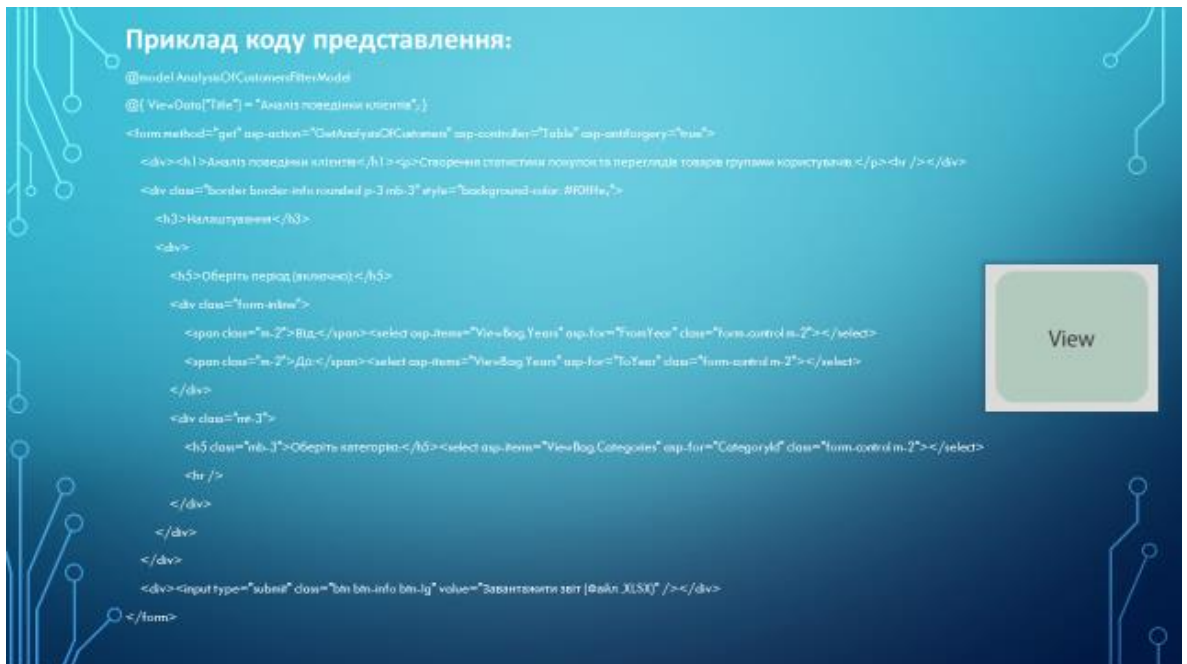 Приклад коду представлення:
@model AnalysisOfCustomersFilterModel
@{ ViewData["Title"] = "Аналіз поведінки клієнтів"; }
<form method="get" asp-action="GetAnalysisOfCustomers" asp-controller="Table" asp-antiforgery="true">
<div><h1>Аналіз поведінки клієнтів</h1><p>Створення статистики покупок та переглядів товарів групами користувачів.</p><hr /></div>
<div class="border border-info rounded p-3 mb-3" style="background-color:
<h3>Налаштування</h3>
<div>
<h5>Оберіть період (включно):</h5>
<div class="form-inline">
<span class="m-2">Від:</span><select asp-items="ViewBag.Years" asp-for="FromYear" class="form-control m-2"></select>
<span class="m-2">До:</span><select asp-items="ViewBag.Years" asp-for="ToYear" class="form-control m-2"></select>
</div>
<div class="mt-3">
<h5 class="mb-3">Оберіть категорію:</h5><select asp-items="ViewBag.Categories" asp-for="CategoryId" class="form-control m-2"></select>
<hr />
</div>
</div>
</div>
<div><input type="submit" class="btn btn-info btn-lg" value="Завантажити звіт (Файл .XLSX)" /></div>
</form>
View